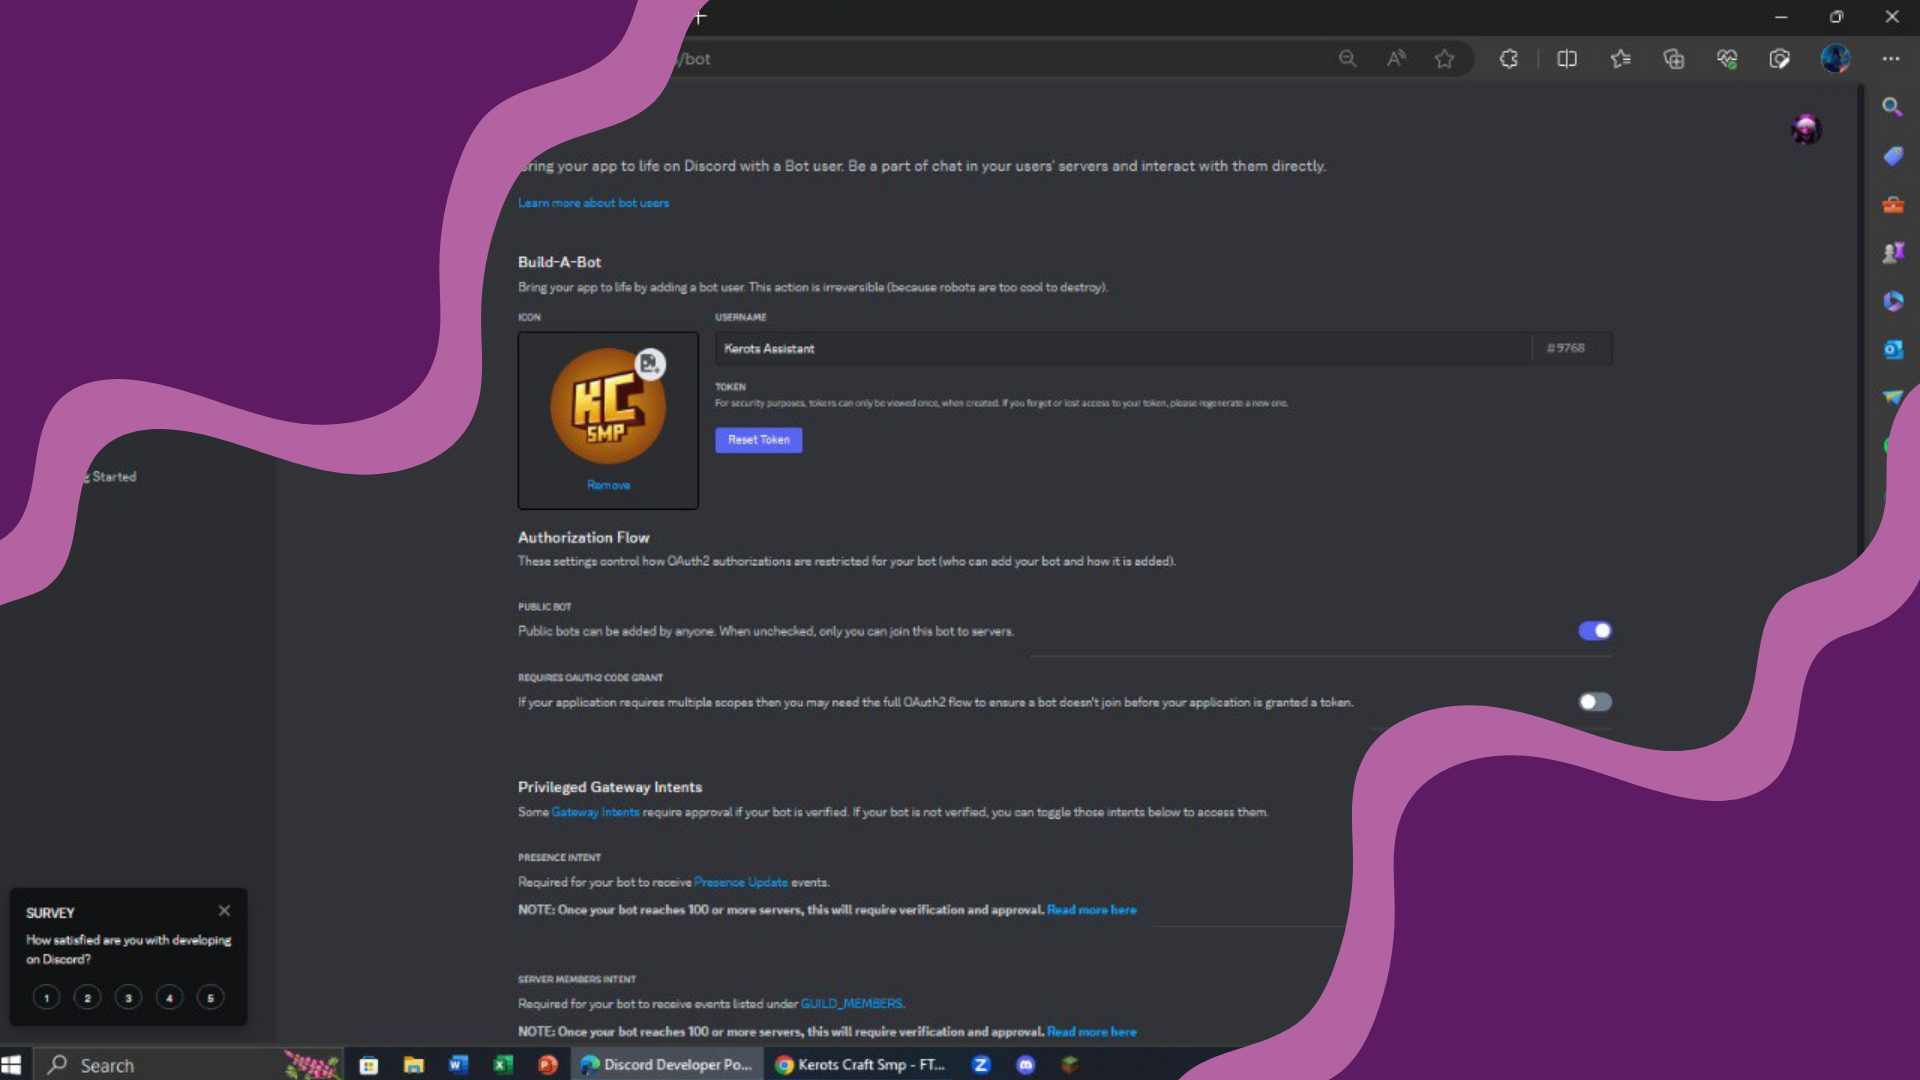 /bot
Bring your app to life on Discord with a Bot user. Be a part of chat in your users' servers and interact with them directly.
Learn more about bot users
Build-A-Bot
Bring your app to life by adding a bot user. This action is irreversible (because robots are too cool to destroy).
ICON
USERNAME
Kerots Assistant
#9768
KC
SMP
Remove
TOKEN
For security purposes, tokens can only be viewed once, when created. If you forgot or lost access to your token, please regenerate a new one.
Reset Token
g Started
Authorization Flow
These settings control how OAuth2 authorizations are restricted for your bot (who can add your bot and how it is added).
PUBLIC BOT
Public bots can be added by anyone. When unchecked, only you can join this bot to servers.
REQUIRES OAUTH2 CODE GRANT
If your application requires multiple scopes then you may need the full OAuth2 flow to ensure a bot doesn't join before your application is granted a token.
Privileged Gateway Intents
Some Gateway Intents require approval if your bot is verified. If your bot is not verified, you can toggle those intents below to access them.
PRESENCE INTENT
Required for your bot to receive Presence Update events.
NOTE: Once your bot reaches 100 or more servers, this will require verification and approval. Read more here
SERVER MEMBERS INTENT
Required for your bot to receive events listed under GUILD_MEMBERS.
NOTE: Once your bot reaches 100 or more servers, this will require verification and approval. Read more here
SURVEY
How satisfied are you with developing
on Discord?
1 2 3 4 5
Search
Discord Developer Po...
Kerots Craft Smp - FT...